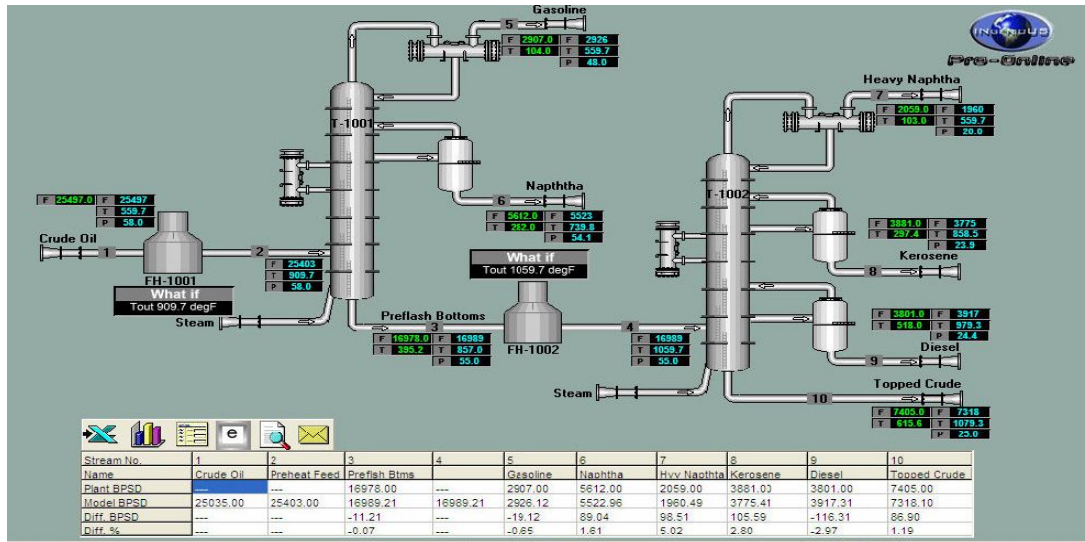 Gasoline
5
F 2907.0 F 2926
T 104.0 T 559.7
P 48.0
INGENIOUS
Pro-Online
Heavy Naphtha
7
F 2059.0 F 1960
T 103.0 T 559.7
P 20.0
T-1001
Napththa
6
F 5612.0 F 5523
T 282.0 T 739.8
P 54.1
T-1002
F 25497.0 F 25497
T 559.7
P 58.0
Crude Oil
1
2
F 25403
T 909.7
P 58.0
FH-1001
What if
Tout 909.7 degF
Steam
What if
Tout 1059.7 degF
F 3881.0 F 3775
T 297.4 T 858.5
P 23.9
Kerosene
8
Preflash Bottoms
3
F 16978.0 F 16989
T 395.2 T 857.0
P 55.0
FH-1002
4
F 16989
T 1059.7
P 55.0
F 3801.0 F 3917
T 518.0 T 979.3
P 24.4
Diesel
9
Steam
Topped Crude
10
F 7405.0 F 7318
T 615.6 T 1079.3
P 25.0
e
Stream No. 1 2 3 4 5 6 7 8 9 10
Name Crude Oil Preheat Feed Preflsh Btms Gasoline Naphtha Hvy Napthta Kerosene Diesel Topped Crude
Plant BPSD --- --- 16978.00 --- 2907.00 5612.00 2059.00 3881.00 3801.00 7405.00
Model BPSD 25035.00 25403.00 16989.21 16989.21 2926.12 5522.96 1960.49 3775.41 3917.31 7318.10
Diff. BPSD --- --- -11.21 --- -19.12 89.04 98.51 105.59 -116.31 86.90
Diff. % --- --- -0.07 --- -0.65 1.61 5.02 2.80 -2.97 1.19